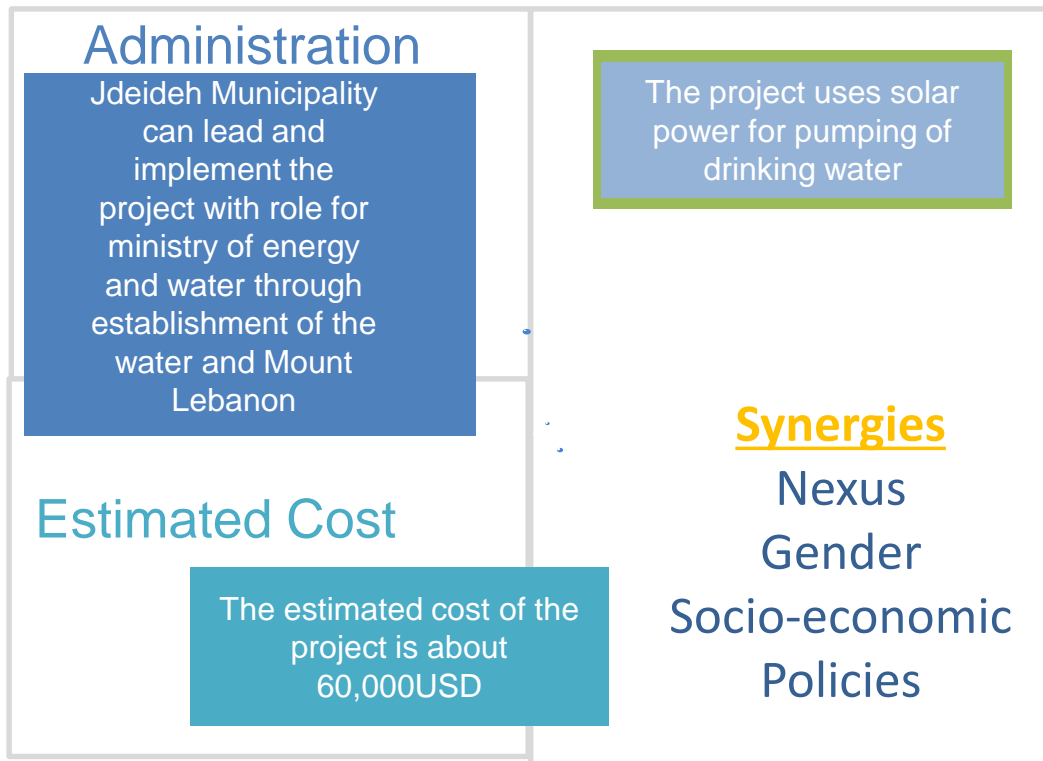 Administration
Jdeideh Municipality
can lead and
implement the
project with role for
ministry of energy
and water through
establishment of the
water and Mount
Lebanon
Estimated Cost
The estimated cost of the
project is about
60,000USD
The project uses solar
power for pumping of
drinking water
Synergies
Nexus
Gender
Socio-economic
Policies